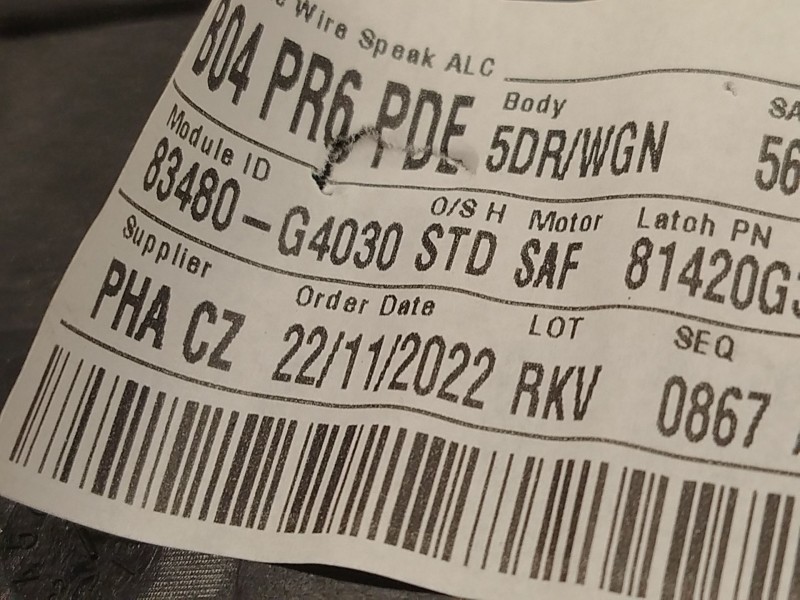 Wire Speak ALC
B04 PR6 PDE Body 5DR/WGN 56
Module ID
83480-G4030 O/S H STD Motor SAF Latch PN 81420G
Supplier
PHA CZ Order Date 22/11/2022 LOT RKV SEQ 0867